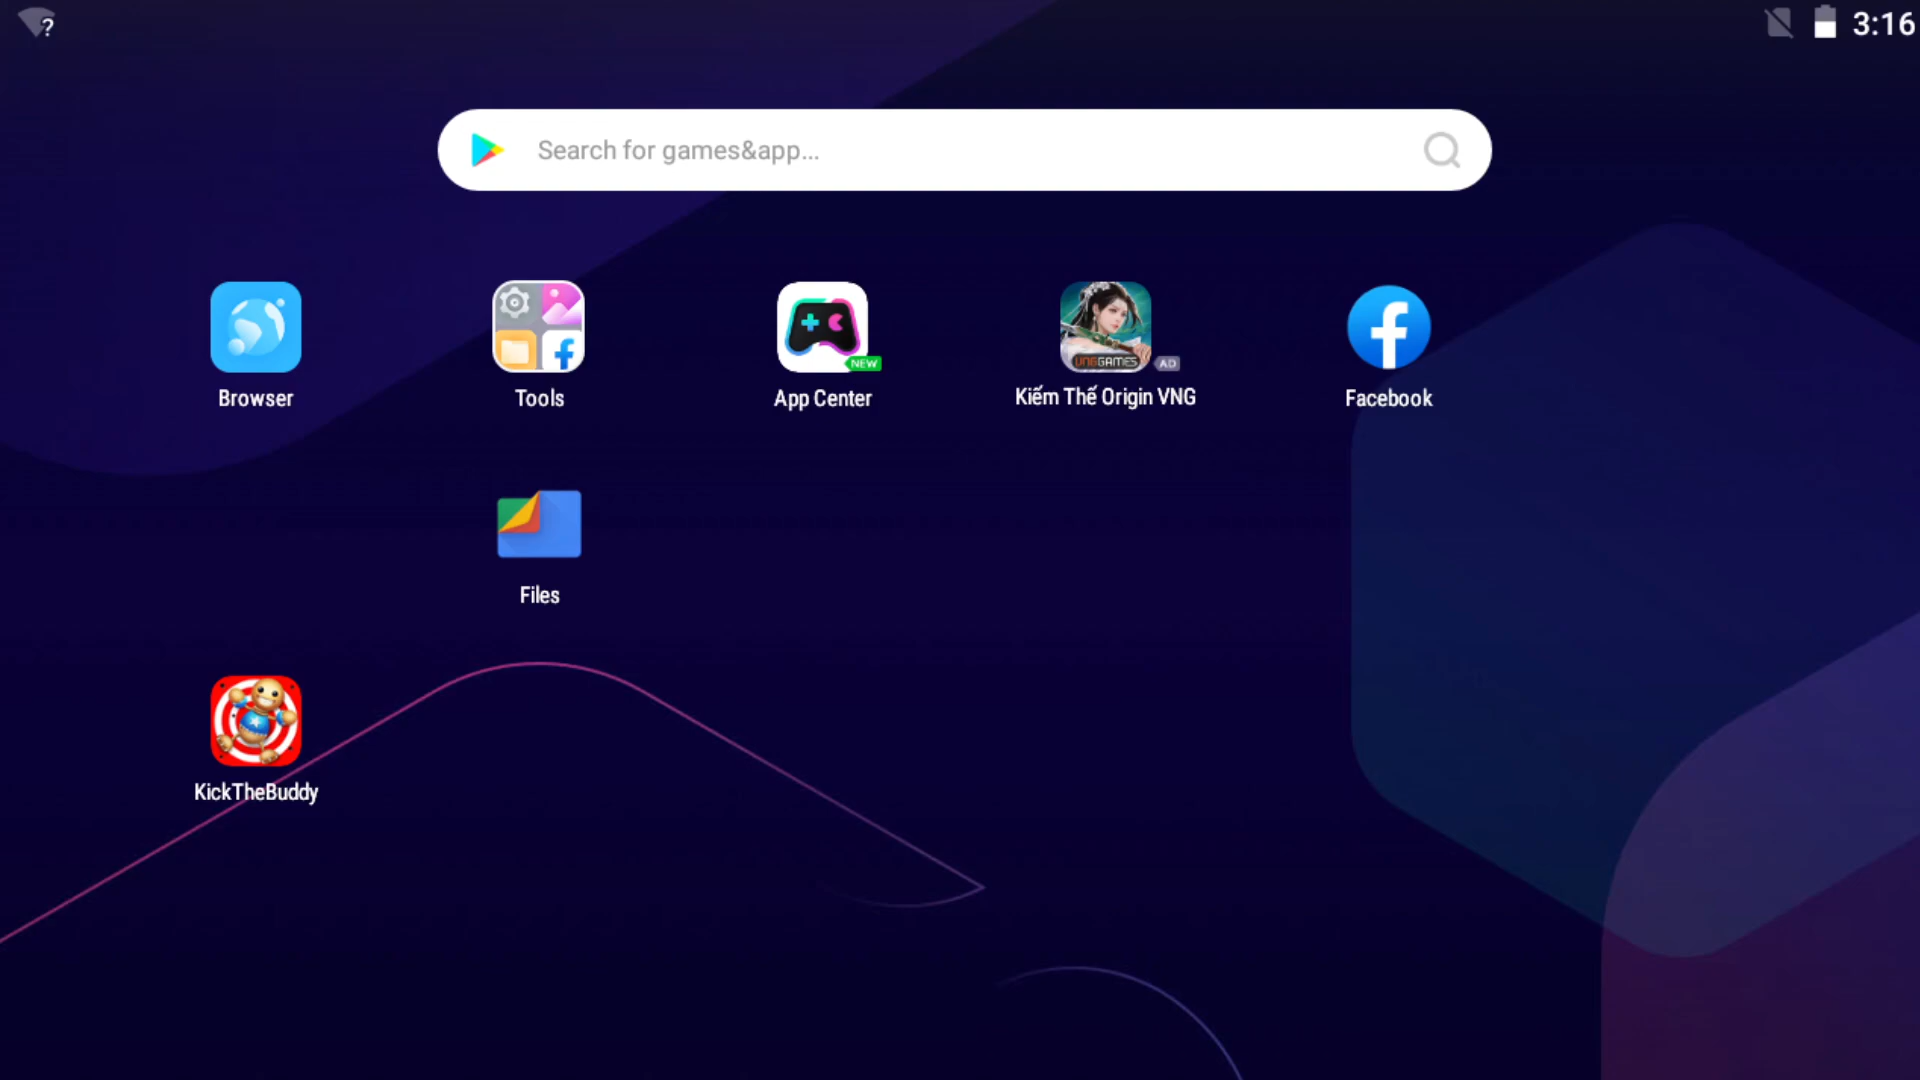 ?
3:16
Search for games&app...
NEW
VNGGAMES
AD
Browser
Tools
App Center
Kiếm Thế Origin VNG
Facebook
Files
KickTheBuddy